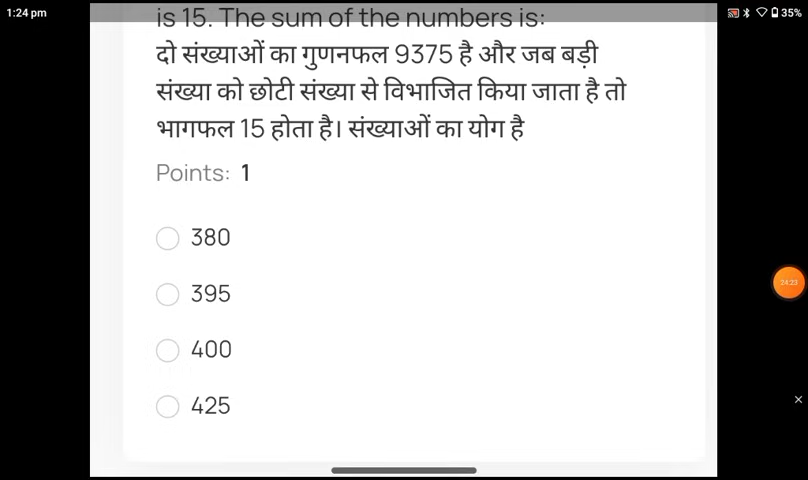 1:24 pm
35%
is 15. The sum of the numbers is:
दो संख्याओं का गुणनफल 9375 है और जब बड़ी
संख्या को छोटी संख्या से विभाजित किया जाता है तो
भागफल 15 होता है। संख्याओं का योग है
Points: 1
380
24:23
395
400
425